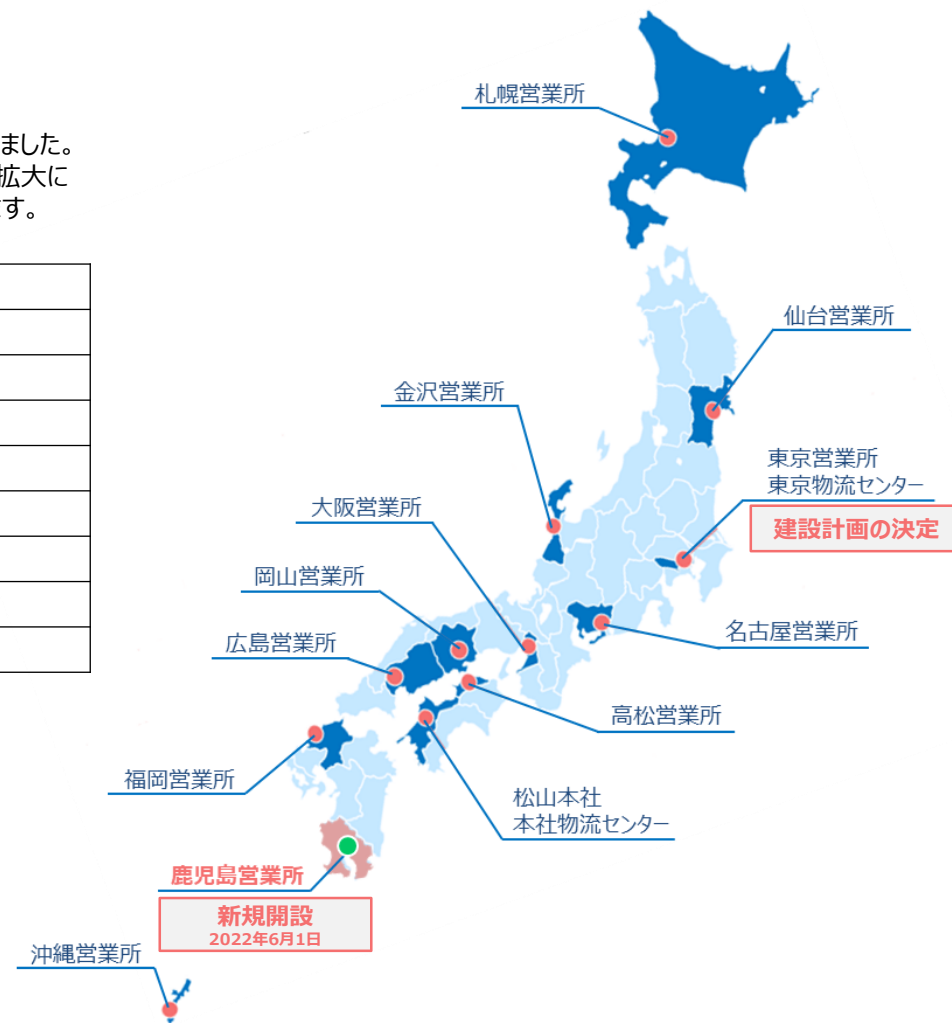 ました。
拡大に
す。
札幌営業所
仙台営業所
金沢営業所
東京営業所
東京物流センター
建設計画の決定
大阪営業所
岡山営業所
広島営業所
名古屋営業所
高松営業所
福岡営業所
松山本社
本社物流センター
鹿児島営業所
新規開設
2022年6月1日
沖縄営業所